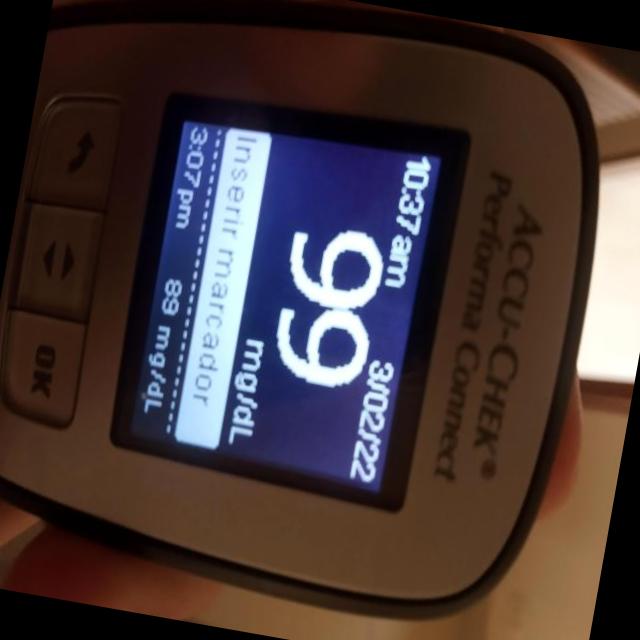 ACCU-CHEK®
Performa Connect
10:37 am 3/02/22
99
mg/dL
Inserir marcador
3:07 pm 89 mg/dL
OK